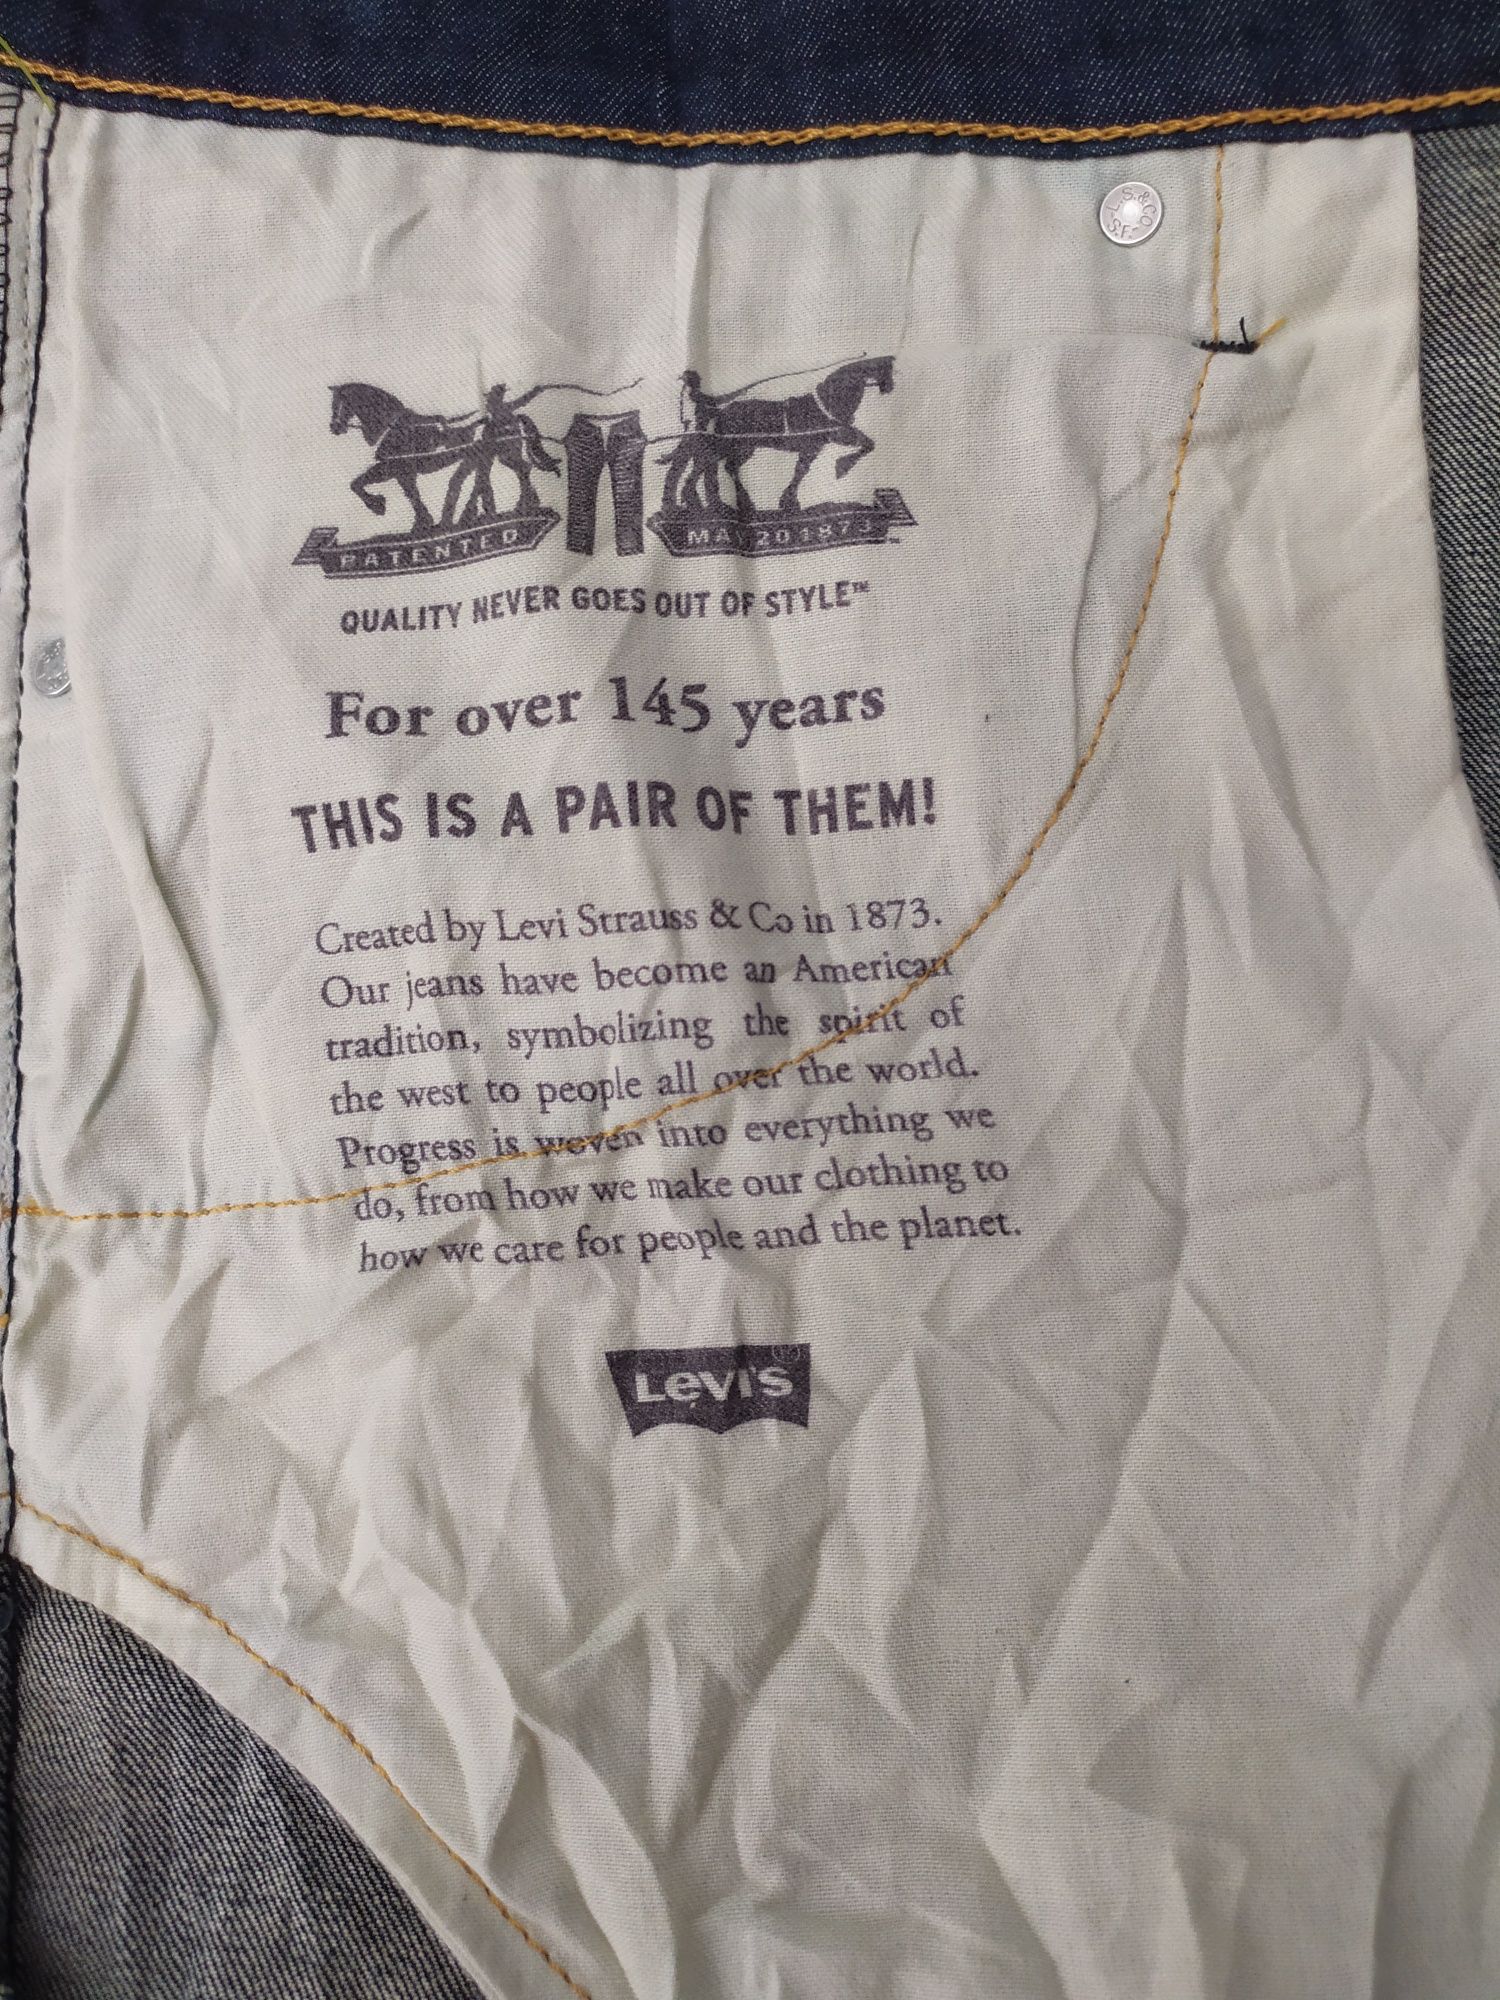 L.S.&CO
S.F.
PATENTED MAY 20 1873
QUALITY NEVER GOES OUT OF STYLE™
For over 145 years
THIS IS A PAIR OF THEM!
Created by Levi Strauss & Co in 1873.
Our jeans have become an American
tradition, symbolizing the spirit of
the west to people all over the world.
Progress is woven into everything we
do, from how we make our clothing to
how we care for people and the planet.
Levi's®